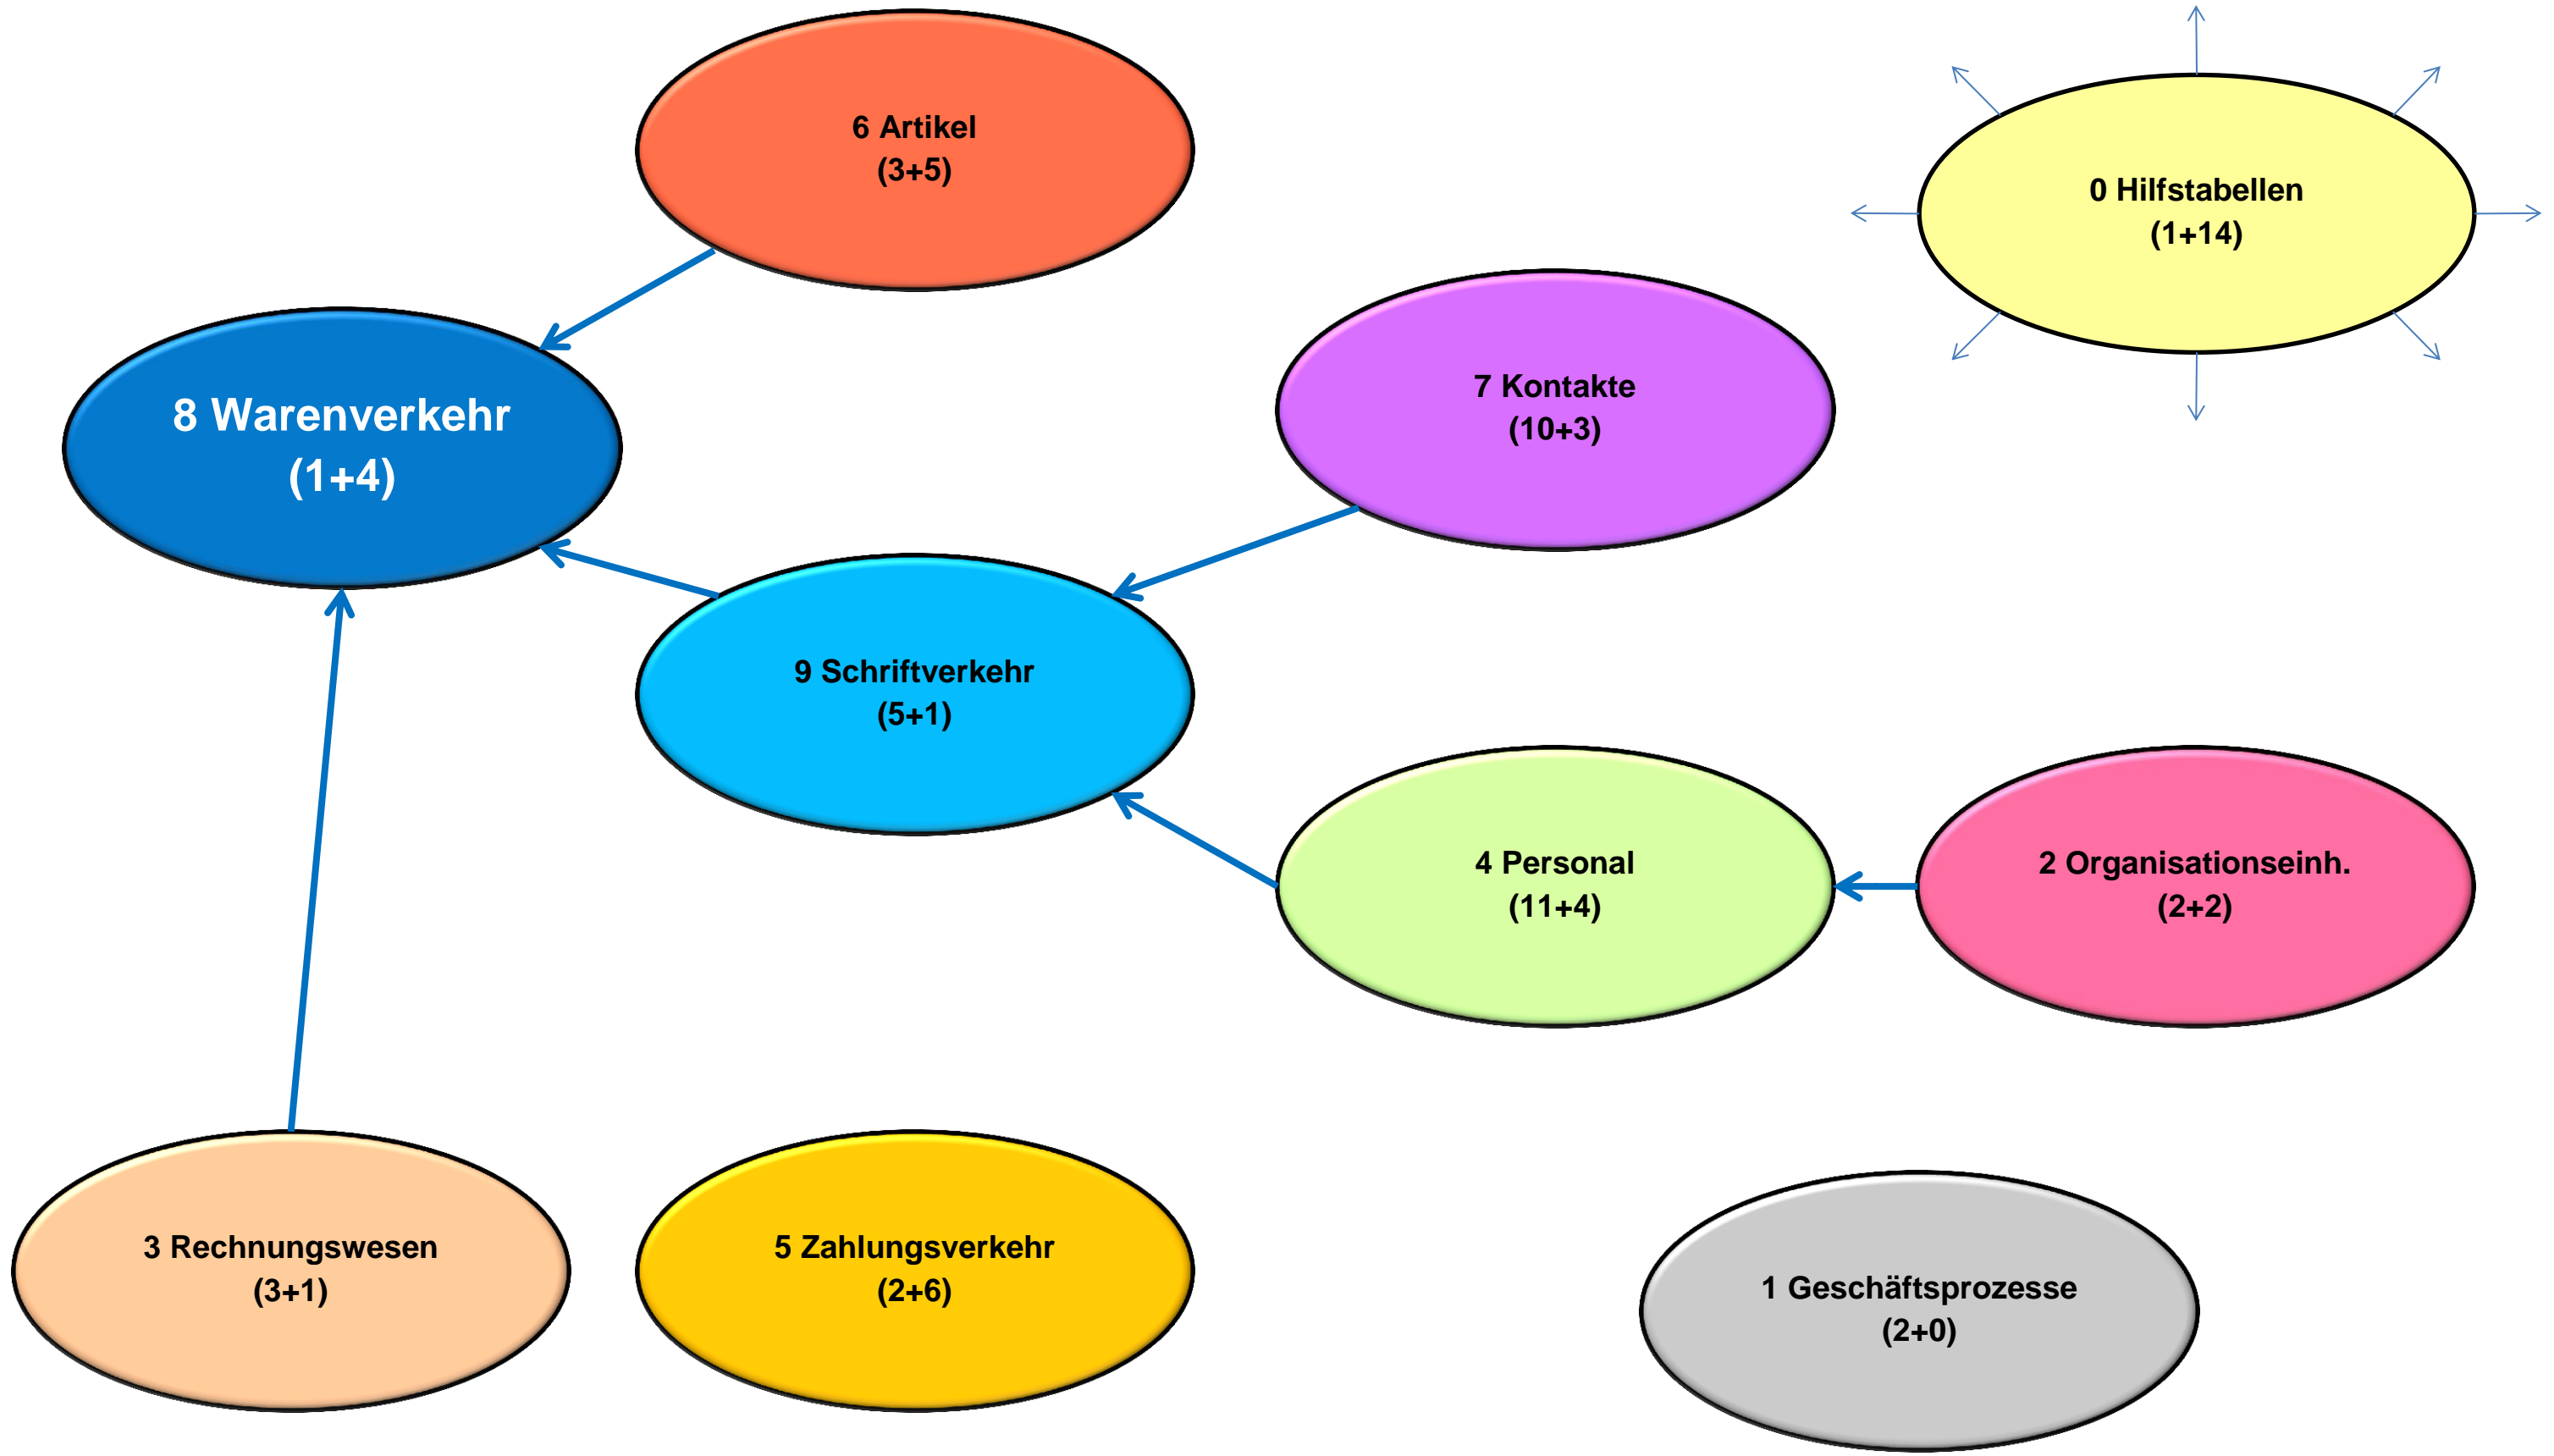 6 Artikel
(3+5)
0 Hilfstabellen
(1+14)
8 Warenverkehr
(1+4)
7 Kontakte
(10+3)
9 Schriftverkehr
(5+1)
4 Personal
(11+4)
2 Organisationseinh.
(2+2)
3 Rechnungswesen
(3+1)
5 Zahlungsverkehr
(2+6)
1 Geschäftsprozesse
(2+0)